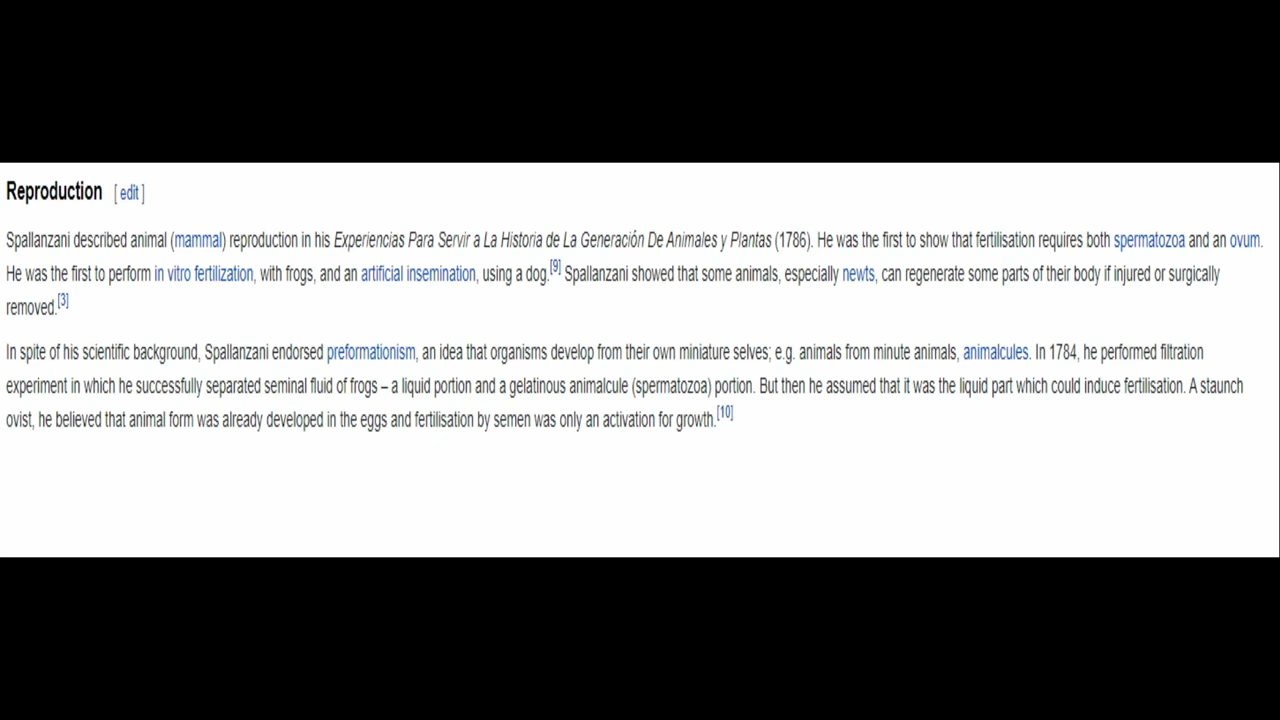 Reproduction [ edit ]
Spallanzani described animal (mammal) reproduction in his Experiencias Para Servir a La Historia de La Generación De Animales y Plantas (1786). He was the first to show that fertilisation requires both spermatozoa and an ovum.
He was the first to perform in vitro fertilization, with frogs, and an artificial insemination, using a dog.[9] Spallanzani showed that some animals, especially newts, can regenerate some parts of their body if injured or surgically
removed.[3]
In spite of his scientific background, Spallanzani endorsed preformationism, an idea that organisms develop from their own miniature selves; e.g. animals from minute animals, animalcules. In 1784, he performed filtration
experiment in which he successfully separated seminal fluid of frogs – a liquid portion and a gelatinous animalcule (spermatozoa) portion. But then he assumed that it was the liquid part which could induce fertilisation. A staunch
ovist, he believed that animal form was already developed in the eggs and fertilisation by semen was only an activation for growth.[10]